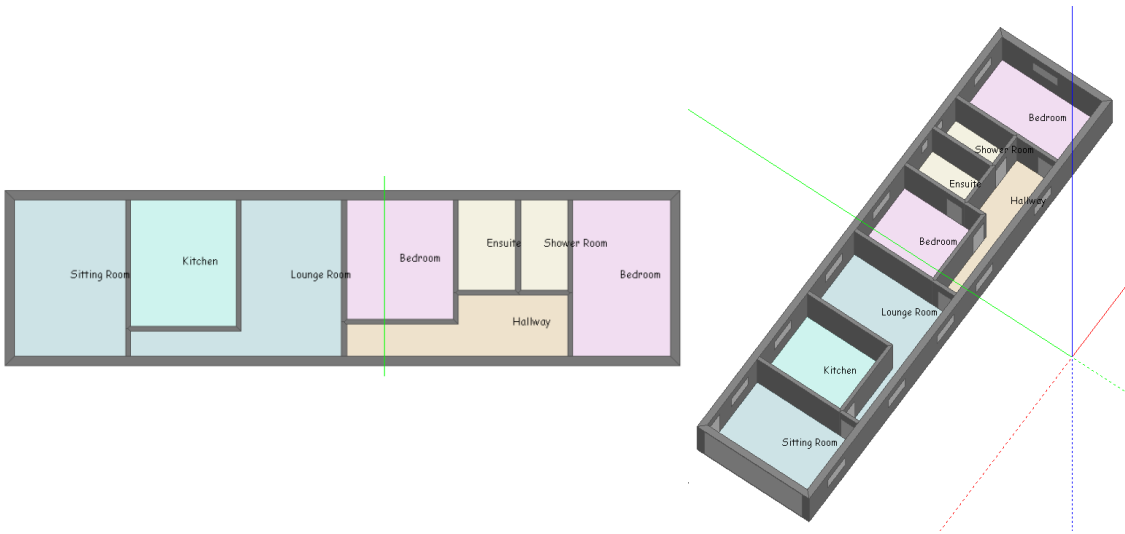 Sitting Room
Kitchen
Lounge Room
Bedroom
Ensuite
Shower Room
Bedroom
Hallway
Bedroom
Shower Room
Ensuite
Hallway
Bedroom
Lounge Room
Kitchen
Sitting Room